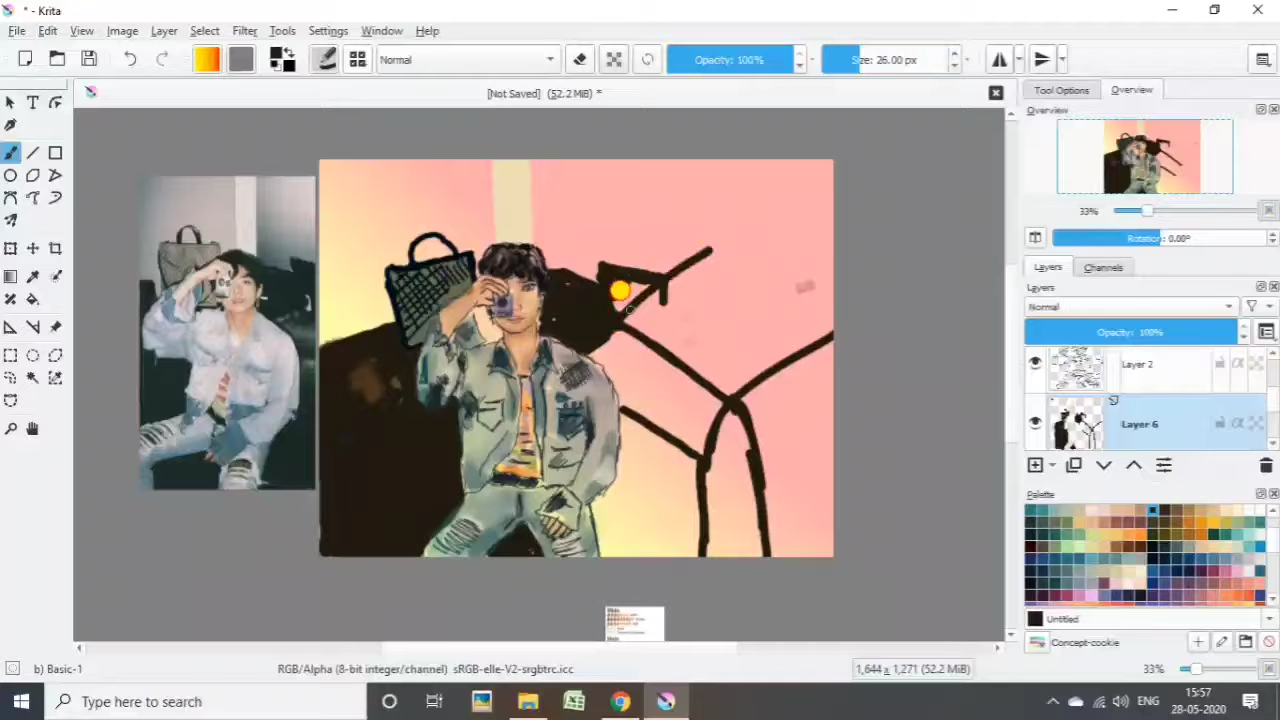 * - Krita
File Edit View Image Layer Select Filter Tools Settings Window Help
Normal
Opacity: 100%
Size: 26.00 px
[Not Saved] (52.2 MiB) *
Tool Options Overview
Overview
33%
Rotation: 0.00°
Layers Channels
Layers
Normal
Opacity: 100%
Layer 2
Layer 6
Palette
Untitled
Concept-cookie
b) Basic-1
RGB/Alpha (8-bit integer/channel) sRGB-elle-V2-srgbtrc.icc
1,644 x 1,271 (52.2 MiB)
33%
Type here to search
ENG
15:57
28-05-2020